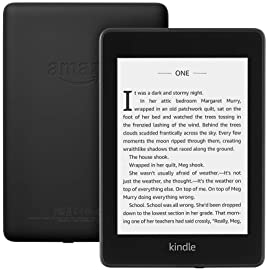 amazon
ONE
It was a dark and stormy night.
In her attic bedroom Margaret Murry,
wrapped in an old patchwork quilt, sat on the
foot of her bed and watched the trees tossing in
the frenzied lashing of the wind. Behind the trees
clouds scudded frantically across the sky. Every few
moments the moon ripped through them, creating
wraithlike shadows that raced along the ground.
The house shook.
Wrapped in her quilt, Meg shook.
She wasn't usually afraid of weather.—It's not
just the weather, she thought.—It's the weather on
top of everything else. On top of me. On top of Meg
Murry doing everything wrong.
School. School was all wrong. She'd been dropped
down to the lowest section in her grade. That morn-
ing one of her teachers had said crossly, "Really, Meg,
kindle